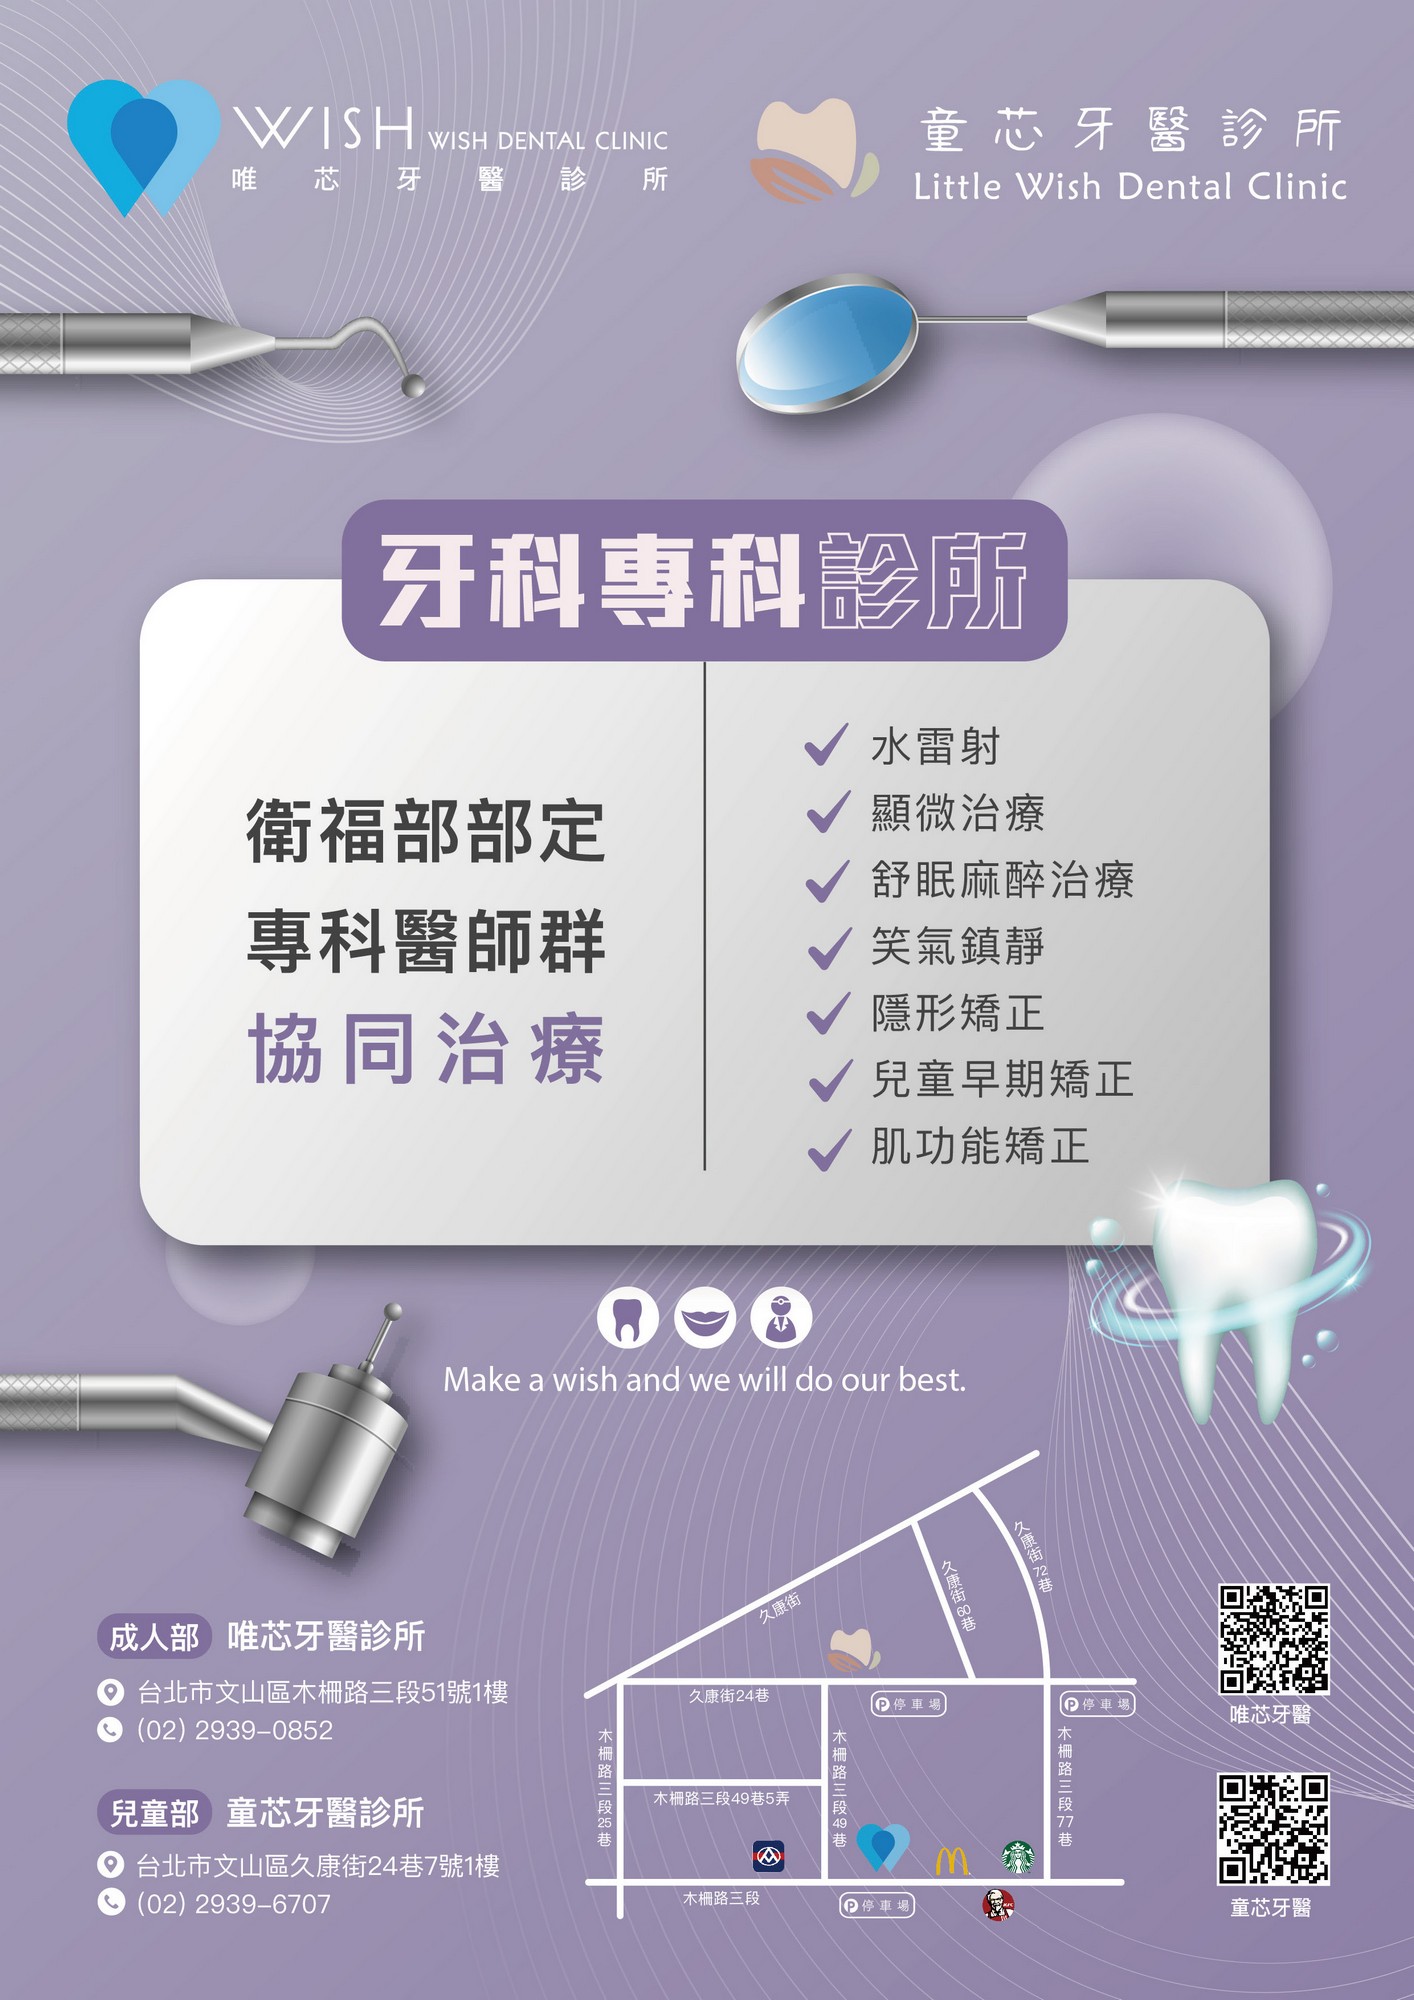 WISH WISH DENTAL CLINIC
唯芯牙醫診所
童芯牙醫診所
Little Wish Dental Clinic
牙科專科診所
衛福部部定
專科醫師群
協同治療
水雷射
顯微治療
舒眠麻醉治療
笑氣鎮靜
隱形矯正
兒童早期矯正
肌功能矯正
Make a wish and we will do our best.
成人部 唯芯牙醫診所
台北市文山區木柵路三段51號1樓
(02) 2939-0852
兒童部 童芯牙醫診所
台北市文山區久康街24巷7號1樓
(02) 2939-6707
久康街
久康街60巷
久康街72巷
久康街24巷
P停車場
P停車場
木柵路三段25巷
木柵路三段49巷
木柵路三段77巷
木柵路三段49巷5弄
木柵路三段
P停車場
KFC
唯芯牙醫
童芯牙醫